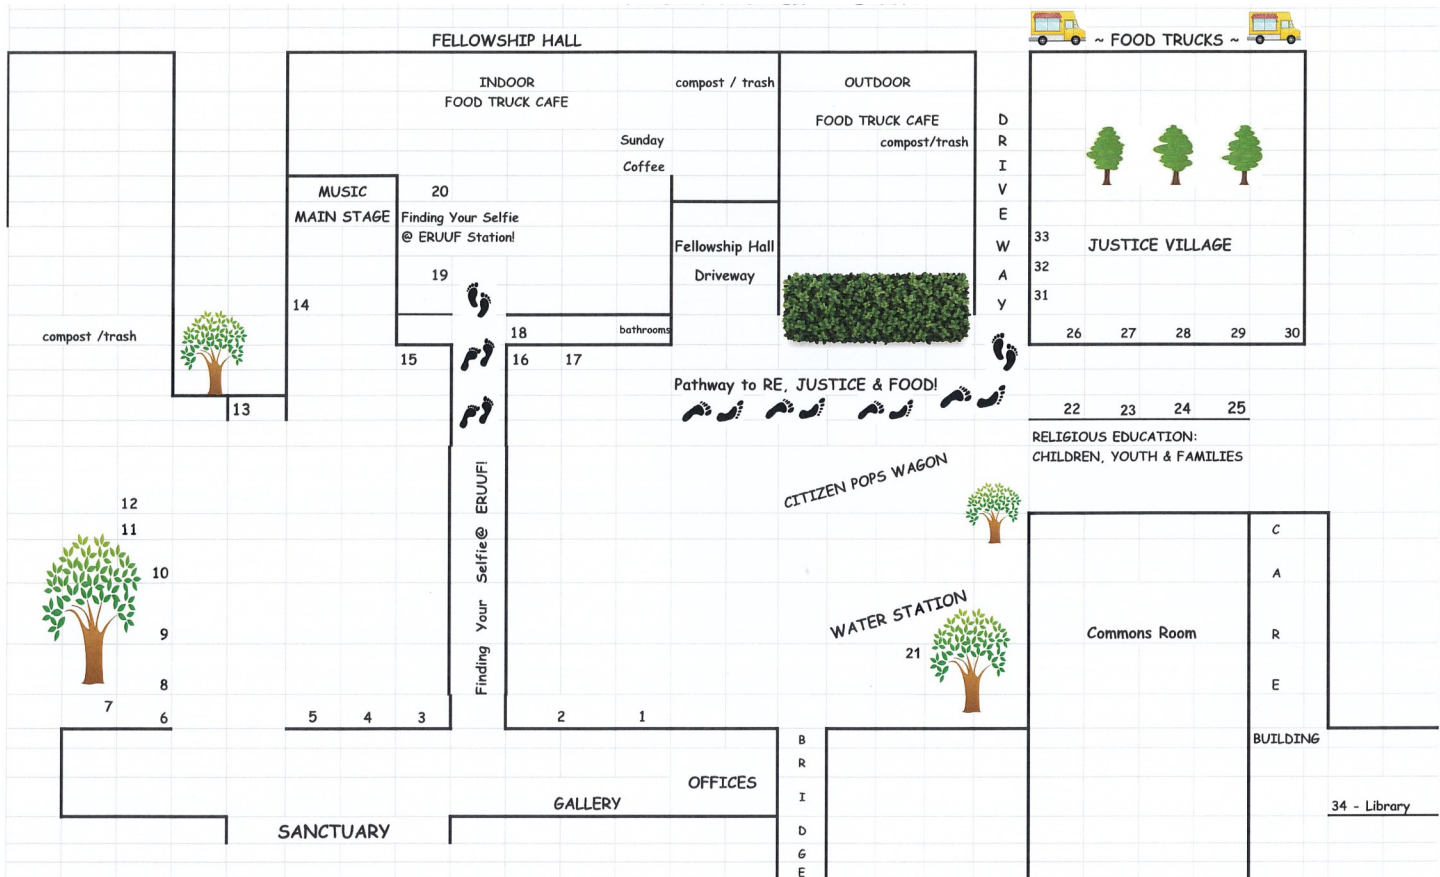 FELLOWSHIP HALL
~ FOOD TRUCKS ~
INDOOR
FOOD TRUCK CAFE
compost / trash
OUTDOOR
FOOD TRUCK CAFE
compost/trash
Sunday
Coffee
DRIVEWAY
MUSIC
MAIN STAGE
20
Finding Your Selfie
@ ERUUF Station!
19
Fellowship Hall
Driveway
33
JUSTICE VILLAGE
32
31
14
compost /trash
18
bathrooms
26 27 28 29 30
15
16 17
Pathway to RE, JUSTICE & FOOD!
13
22 23 24 25
RELIGIOUS EDUCATION:
CHILDREN, YOUTH & FAMILIES
CITIZEN POPS WAGON
Finding Your Selfie@ ERUUF!
12
11
10
9
8
7
6
WATER STATION
21
Commons Room
CARE
BUILDING
5 4 3
2 1
BRIDGE
OFFICES
GALLERY
SANCTUARY
34 - Library